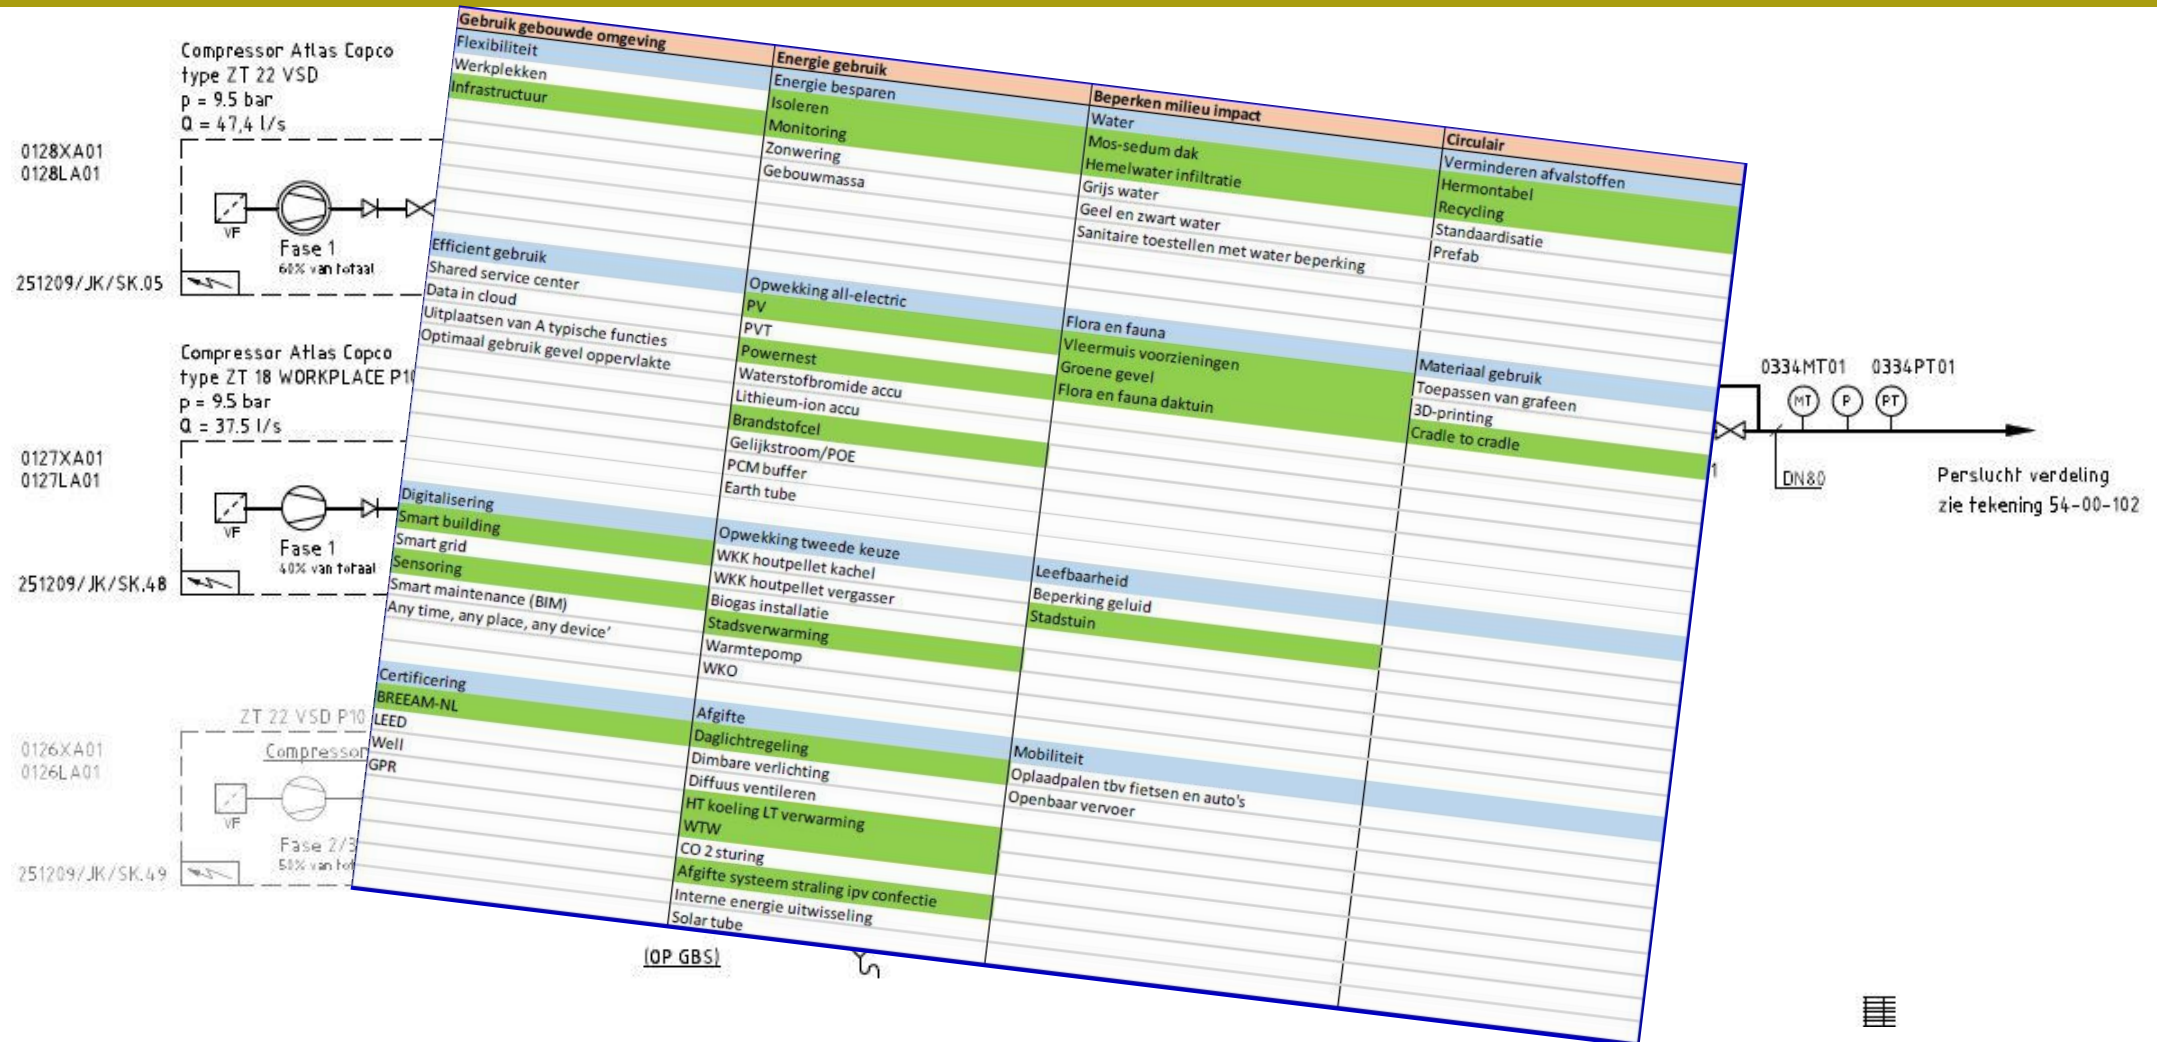 Compressor Atlas Copco
type ZT 22 VSD
p = 9.5 bar
Q = 47,4 l/s
0128XA01
0128LA01
VF
Fase 1
60% van totaal
251209/JK/SK.05
Compressor Atlas Copco
type ZT 18 WORKPLACE P10
p = 9.5 bar
Q = 37.5 l/s
0127XA01
0127LA01
VF
Fase 1
40% van totaal
251209/JK/SK.48
ZT 22 VSD P10
Compressor
0126XA01
0126LA01
VF
Fase 2/3
50% van tot
251209/JK/SK.49
Gebruik gebouwde omgeving
Flexibiliteit
Werkplekken
Infrastructuur
Efficient gebruik
Shared service center
Data in cloud
Uitplaatsen van A typische functies
Optimaal gebruik gevel oppervlakte
Digitalisering
Smart building
Smart grid
Sensoring
Smart maintenance (BIM)
Any time, any place, any device’
Certificering
BREEAM-NL
LEED
Well
GPR
Energie gebruik
Energie besparen
Isoleren
Monitoring
Zonwering
Gebouwmassa
Opwekking all-electric
PV
PVT
Powernest
Waterstofbromide accu
Lithium-ion accu
Brandstofcel
Gelijkstroom/POE
PCM buffer
Earth tube
Opwekking tweede keuze
WKK houtpellet kachel
WKK houtpellet vergasser
Biogas installatie
Stadsverwarming
Warmtepomp
WKO
Afgifte
Daglichtregeling
Dimbare verlichting
Diffuus ventileren
HT koeling LT verwarming
WTW
CO 2 sturing
Afgifte systeem straling ipv confectie
Interne energie uitwisseling
Solar tube
Beperken milieu impact
Water
Mos-sedum dak
Hemelwater infiltratie
Grijs water
Geel en zwart water
Sanitaire toestellen met water beperking
Flora en fauna
Vleermuis voorzieningen
Groene gevel
Flora en fauna daktuin
Leefbaarheid
Beperking geluid
Stadstuin
Mobiliteit
Oplaadpalen tbv fietsen en auto's
Openbaar vervoer
Circulair
Verminderen afvalstoffen
Hermontabel
Recycling
Standaardisatie
Prefab
Materiaal gebruik
Toepassen van grafeen
3D-printing
Cradle to cradle
0334MT01 0334PT01
MT P PT
1
DN80
Perslucht verdeling
zie tekening 54-00-102
(OP GBS)